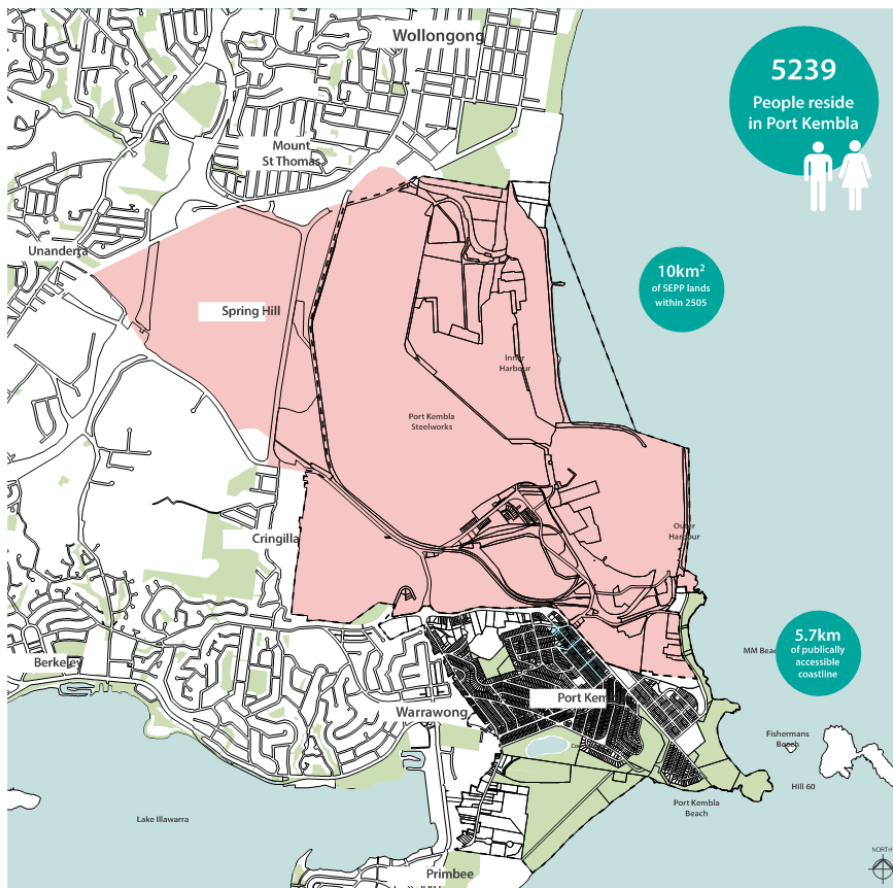 Wollongong
5239
People reside
in Port Kembla
Mount
St Thomas
Unanderra
10km²
of SEPP lands
within 2505
Spring Hill
Inner
Harbour
Port Kembla
Steelworks
Outer
Harbour
Cringilla
5.7km
of publically
accessible
coastline
MM Beac
Berkeley
Port Kem
Warrawong
Fishermans
Beach
Hill 60
Port Kembla
Beach
Lake Illawarra
NORTH
Primbee